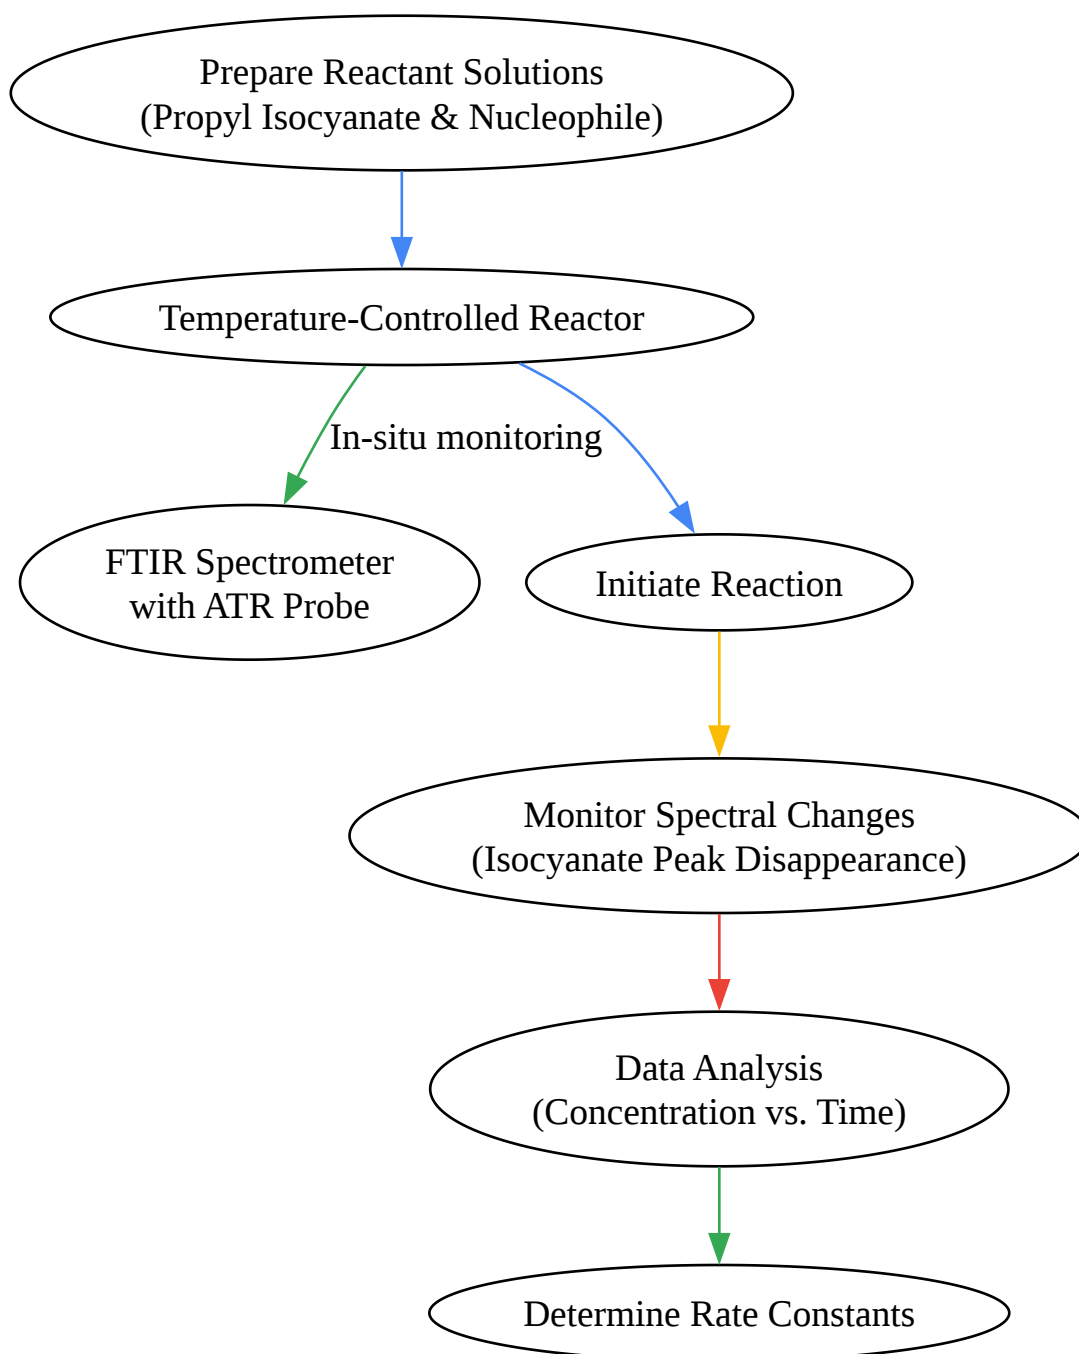 Prepare Reactant Solutions
(Propyl Isocyanate & Nucleophile)
Temperature-Controlled Reactor
In-situ monitoring
FTIR Spectrometer
with ATR Probe
Initiate Reaction
Monitor Spectral Changes
(Isocyanate Peak Disappearance)
Data Analysis
(Concentration vs. Time)
Determine Rate Constants